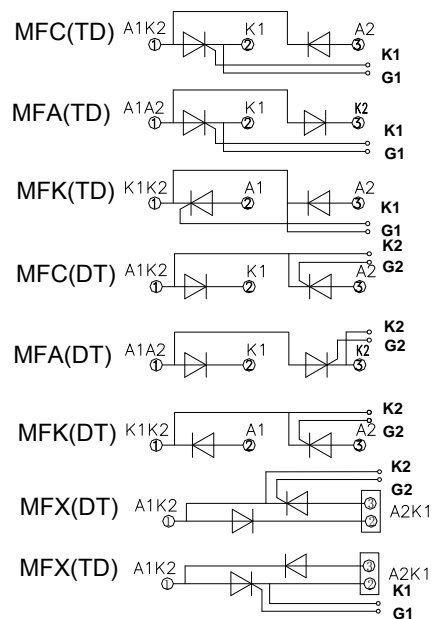 MFC(TD) A1K2 K1 A2
1 2 3
K1
G1
MFA(TD) A1A2 K1 K2
1 2 3
K1
G1
MFK(TD) K1K2 A1 A2
1 2 3
K1
G1
MFC(DT) A1K2 K1 A2
1 2 3
K2
G2
MFA(DT) A1A2 K1 K2
1 2 3
K2
G2
MFK(DT) K1K2 A1 A2
1 2 3
K2
G2
MFX(DT) A1K2 A2K1
1 3 2
K2
G2
MFX(TD) A1K2 A2K1
1 3 2
K1
G1